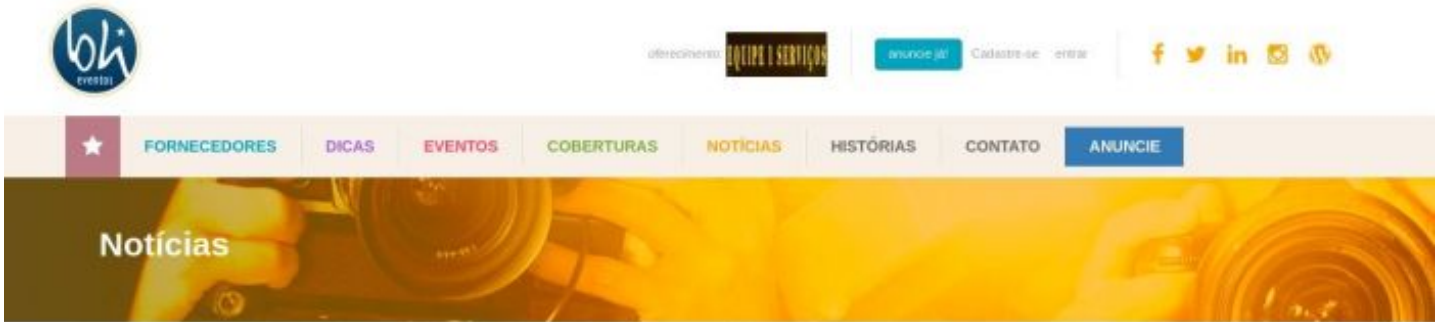 bli
eventos
oferecimento: EQUIPE 1 SERVIÇOS
anuncie já! Cadastre-se entrar
FORNECEDORES DICAS EVENTOS COBERTURAS NOTÍCIAS HISTÓRIAS CONTATO ANUNCIE
Notícias